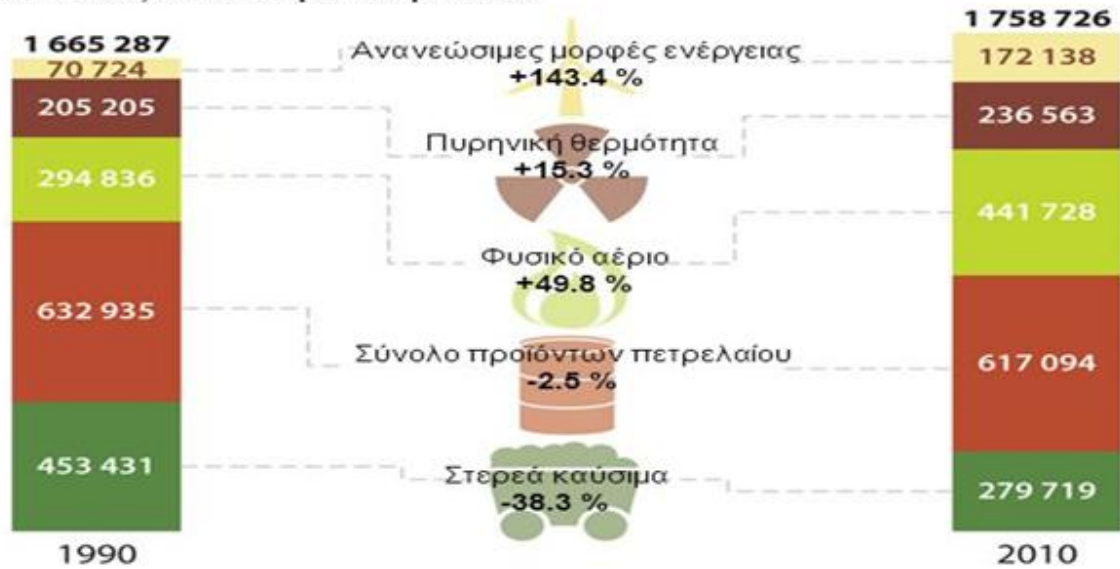 1 665 287
70 724
205 205
294 836
632 935
453 431
1990
Ανανεώσιμες μορφές ενέργειας
+143.4 %
Πυρηνική θερμότητα
+15.3 %
Φυσικό αέριο
+49.8 %
Σύνολο προϊόντων πετρελαίου
-2.5 %
Στερεά καύσιμα
-38.3 %
1 758 726
172 138
236 563
441 728
617 094
279 719
2010